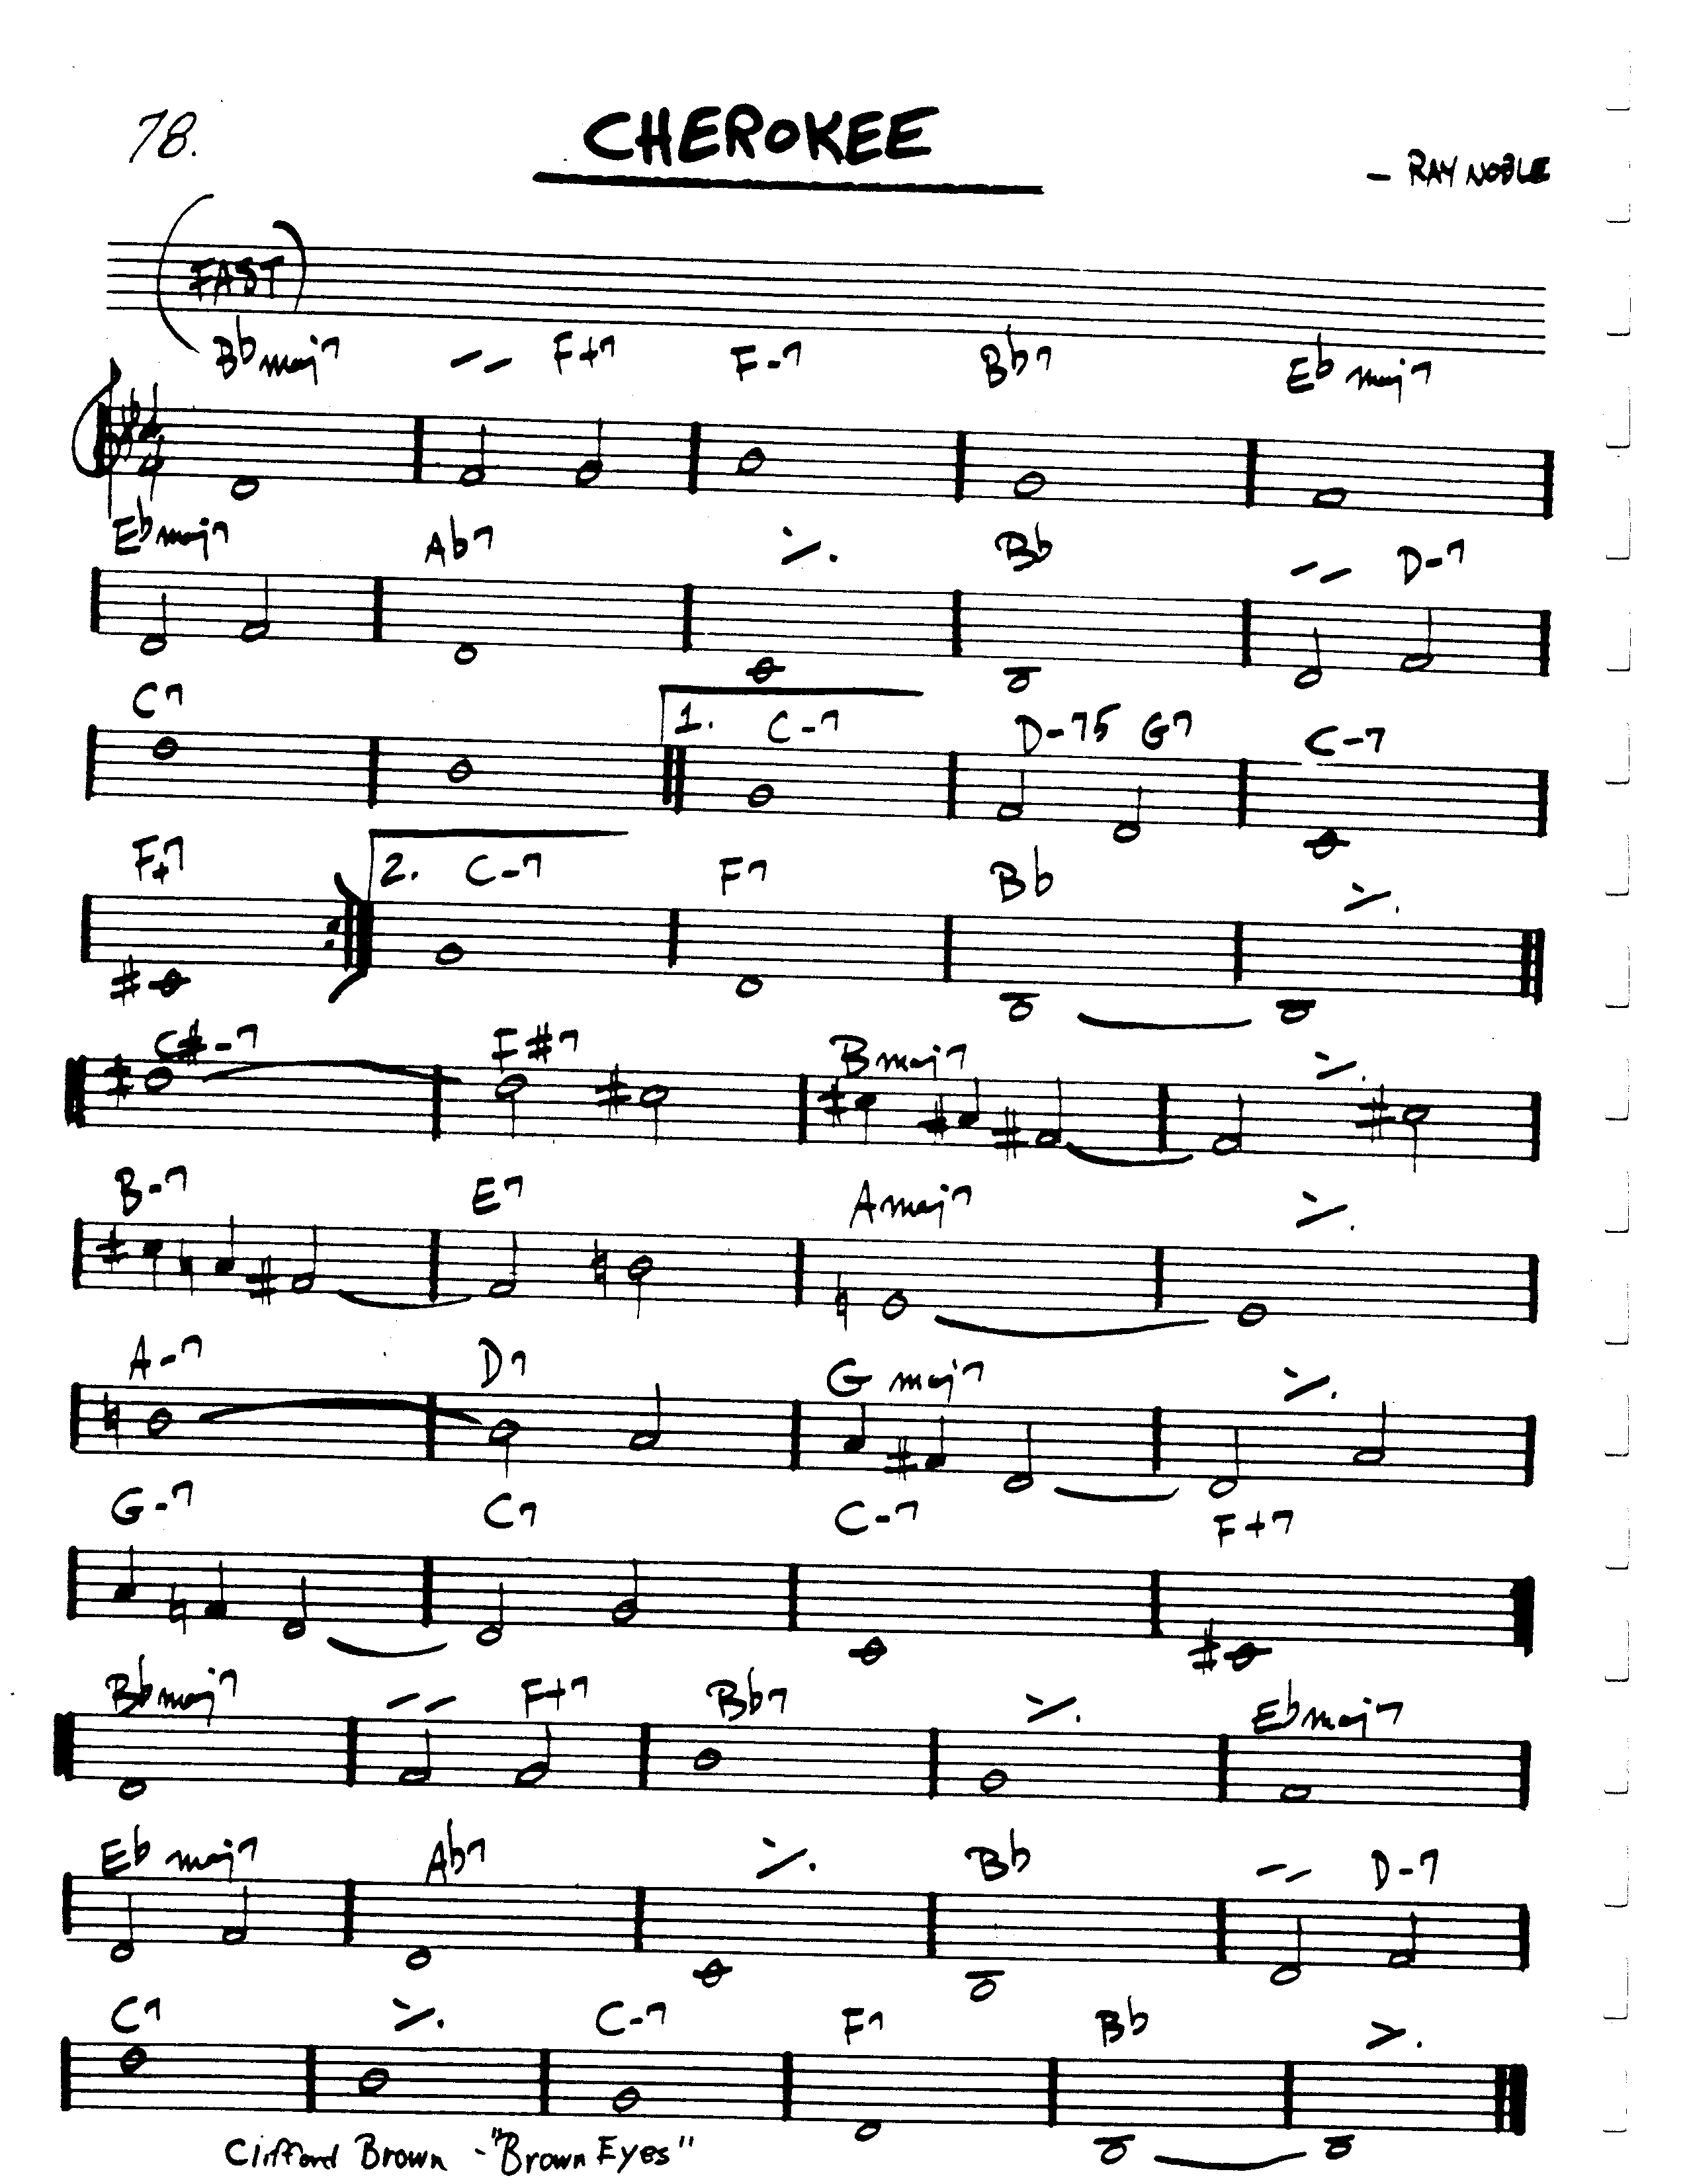 78.
CHEROKEE
- RAY NOBLE
(FAST)
Bbmaj7 -- F+7 F-7 Bb7 Eb maj7
Ebmaj7 Ab7 ٪ Bb -- D-7
C7 1. C-7 D-7b5 G7 C-7
F+7 2. C-7 F7 Bb ٪
C#-7 F#7 Bmaj7 ٪
B-7 E7 Amaj7 ٪
A-7 D7 G maj7 ٪
G-7 C7 C-7 F+7
Bbmaj7 -- F+7 Bb7 ٪ Ebmaj7
Eb maj7 Ab7 ٪ Bb -- D-7
C7 ٪ C-7 F7 Bb ٪
Clifford Brown - "Brown Eyes"